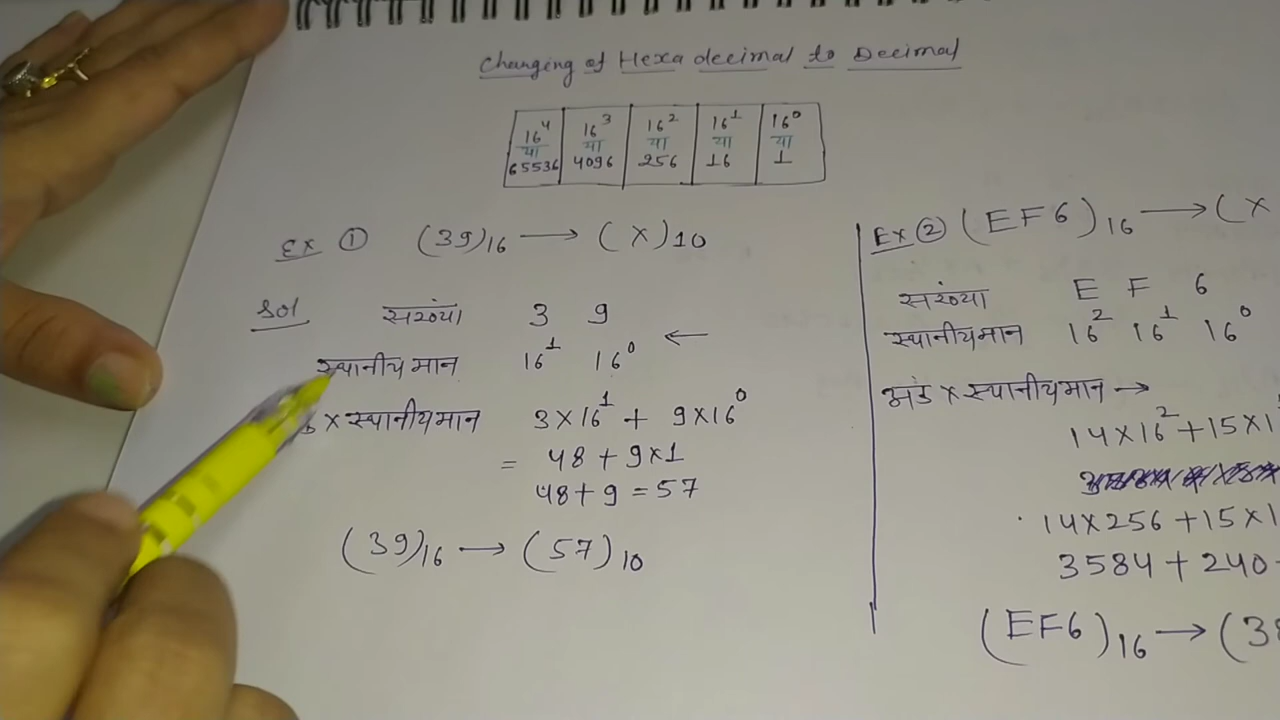 Changing of Hexa decimal to Decimal
16⁴ 16³ 16² 16¹ 16⁰
या या या या या
65536 4096 256 16 1
Ex ① (39)₁₆ ⟶ (X)₁₀
Sol संख्या 3 9
स्थानीय मान 16¹ 16⁰ ←
x स्थानीयमान 3×16¹ + 9×16⁰
= 48 + 9×1
48 + 9 = 57
(39)₁₆ ⟶ (57)₁₀
Ex ② (EF6)₁₆ ⟶ (X
संख्या E F 6
स्थानीयमान 16² 16¹ 16⁰
अंड x स्थानीयमान →
14×16² + 15×1
14×256 + 15×1
3584 + 240
(EF6)₁₆ ⟶ (38